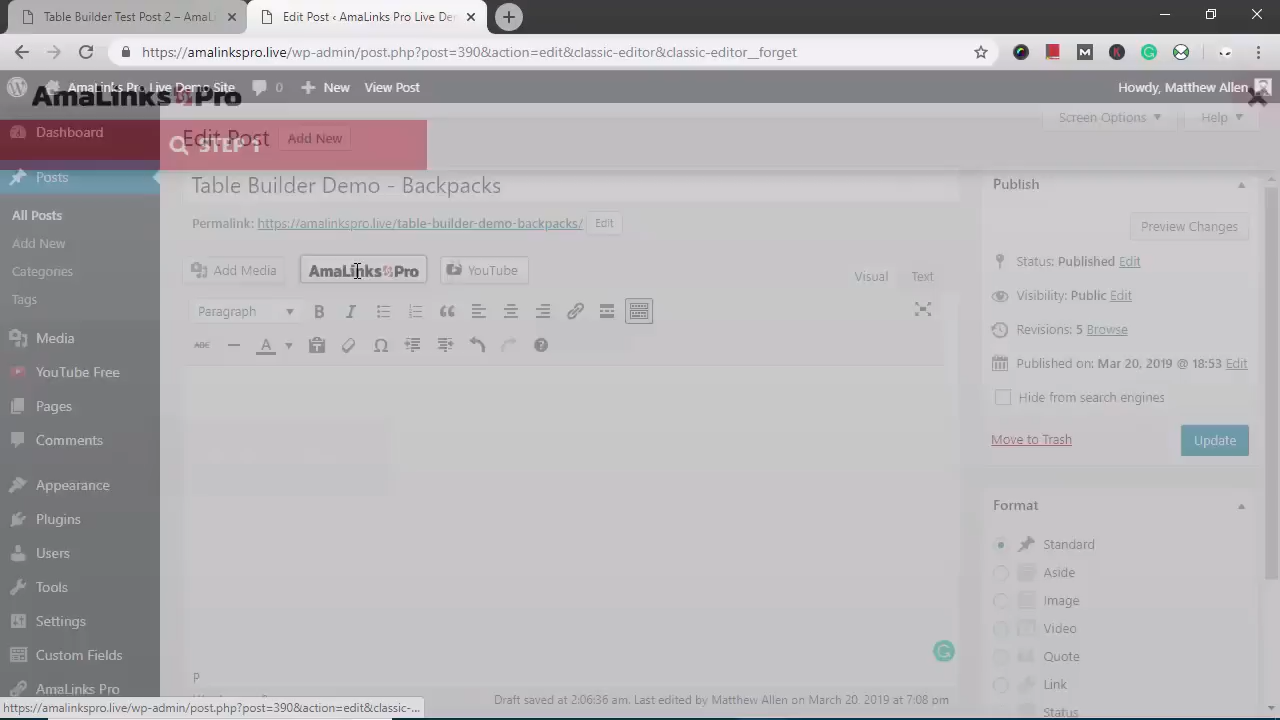 Table Builder Test Post 2 – AmaLi
Edit Post ‹ AmaLinks Pro Live De
https://amalinkspro.live/wp-admin/post.php?post=390&action=edit&classic-editor&classic-editor__forget
AmaLinks Pro Live Demo Site
0
New
View Post
Howdy, Matthew Allen
AmaLinks Pro
Dashboard
Edit Post
Add New
STEP 1
Screen Options
Help
Posts
All Posts
Add New
Categories
Tags
Media
YouTube Free
Pages
Comments
Appearance
Plugins
Users
Tools
Settings
Custom Fields
AmaLinks Pro
Table Builder Demo - Backpacks
Permalink: https://amalinkspro.live/table-builder-demo-backpacks/ Edit
Add Media
AmaLinks Pro
YouTube
Visual
Text
Paragraph
B
I
ABC
A
P
Draft saved at 2:06:36 am. Last edited by Matthew Allen on March 20, 2019 at 7:08 pm
Publish
Preview Changes
Status: Published Edit
Visibility: Public Edit
Revisions: 5 Browse
Published on: Mar 20, 2019 @ 18:53 Edit
Hide from search engines
Move to Trash
Update
Format
Standard
Aside
Image
Video
Quote
Link
Status
https://amalinkspro.live/wp-admin/post.php?post=390&action=edit&classic-...